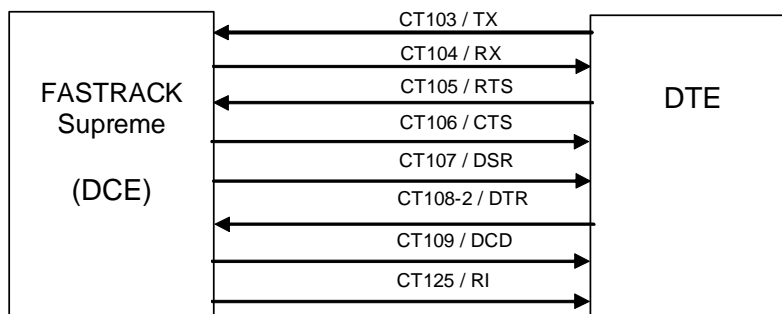 FASTRACK
Supreme
(DCE)
CT103 / TX
CT104 / RX
CT105 / RTS
CT106 / CTS
CT107 / DSR
CT108-2 / DTR
CT109 / DCD
CT125 / RI
DTE